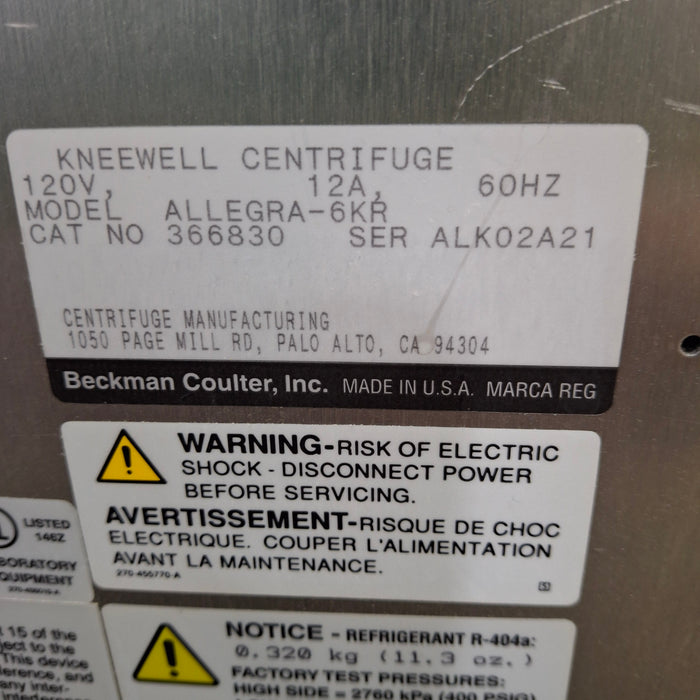 KNEEWELL CENTRIFUGE
120V, 12A, 60HZ
MODEL ALLEGRA-6KR
CAT NO 366830 SER ALK02A21
CENTRIFUGE MANUFACTURING
1050 PAGE MILL RD, PALO ALTO, CA 94304
Beckman Coulter, Inc. MADE IN U.S.A. MARCA REG
WARNING-RISK OF ELECTRIC
SHOCK - DISCONNECT POWER
BEFORE SERVICING.
AVERTISSEMENT-RISQUE DE CHOC
ELECTRIQUE. COUPER L'ALIMENTATION
AVANT LA MAINTENANCE.
270-455770-A
LISTED
146Z
BORATORY
QUIPMENT
15 of the
ject to the
This device
erence, and
any inter-
NOTICE - REFRIGERANT R-404a:
0.320 kg (11.3 oz.)
FACTORY TEST PRESSURES:
HIGH SIDE = 2760 kPa (400 PSIG)